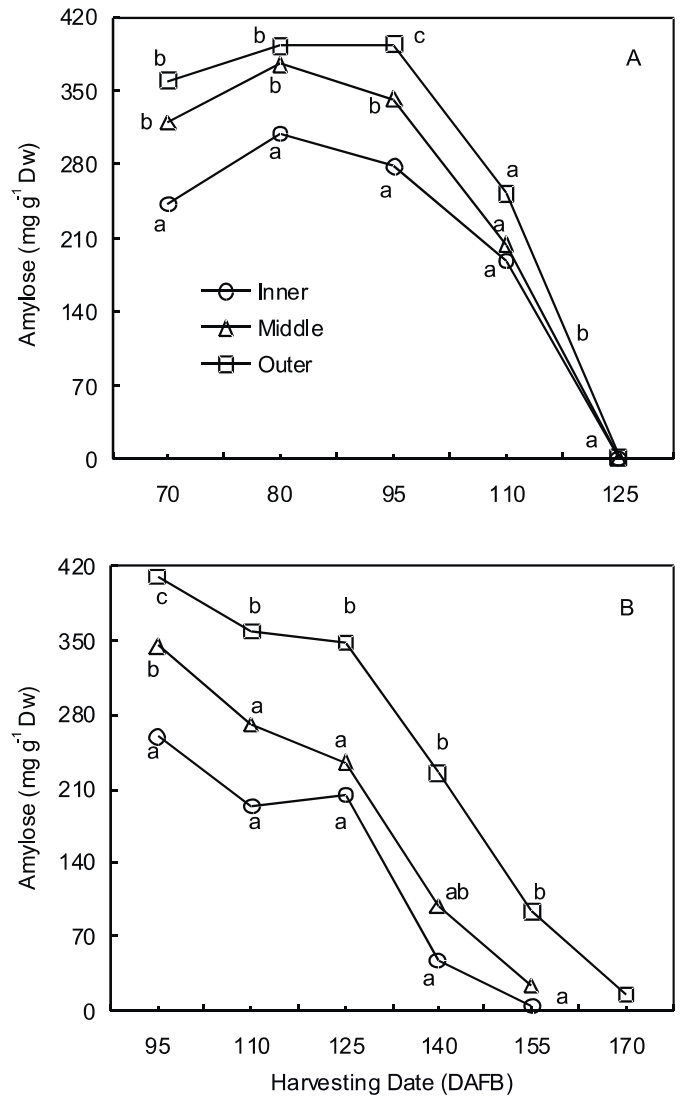 420
350
280
210
140
70
0
Amylose (mg g-1 Dw)
A
b
b
c
b
b
b
a
a
a
a
a
a
b
a
Inner
Middle
Outer
70
80
95
110
125
420
350
280
210
140
70
0
Amylose (mg g-1 Dw)
B
c
b
b
b
a
a
b
a
a
a
ab
b
a
a
95
110
125
140
155
170
Harvesting Date (DAFB)